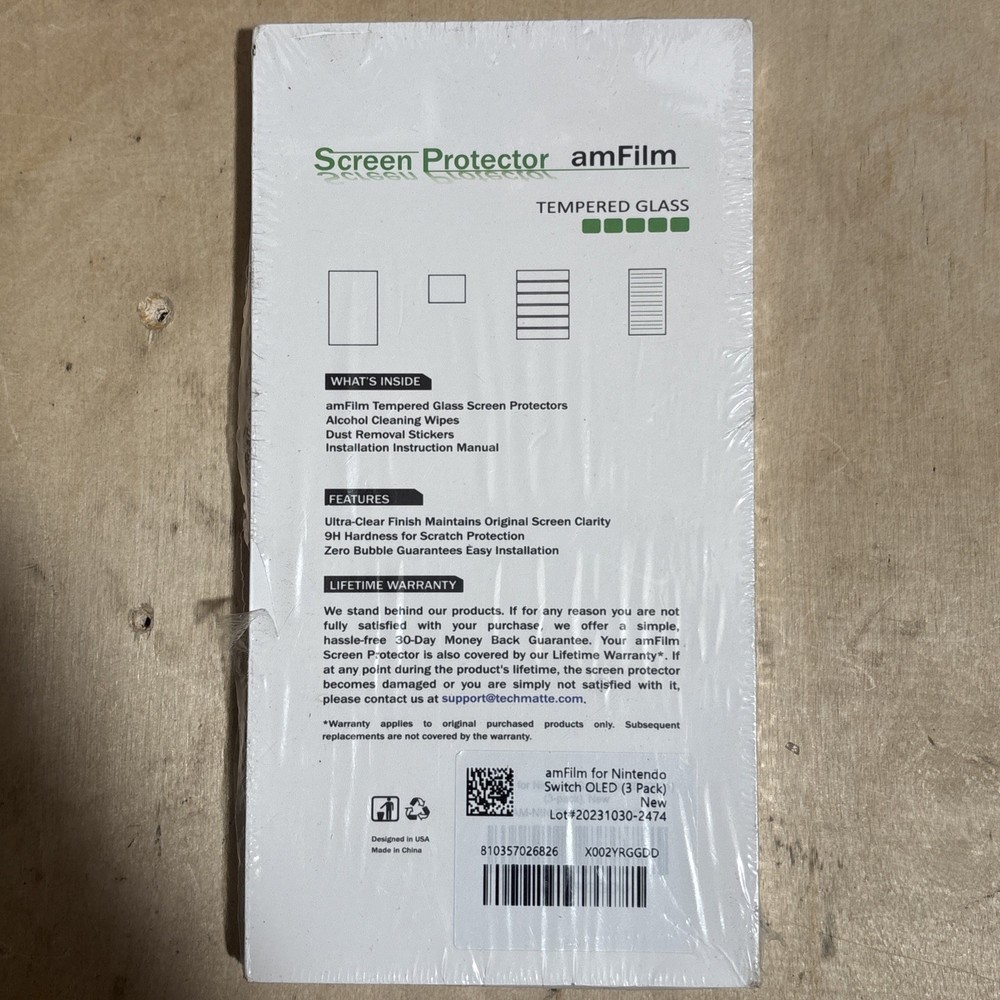 Screen Protector amFilm
TEMPERED GLASS
WHAT'S INSIDE
amFilm Tempered Glass Screen Protectors
Alcohol Cleaning Wipes
Dust Removal Stickers
Installation Instruction Manual
FEATURES
Ultra-Clear Finish Maintains Original Screen Clarity
9H Hardness for Scratch Protection
Zero Bubble Guarantees Easy Installation
LIFETIME WARRANTY
We stand behind our products. If for any reason you are not
fully satisfied with your purchase, we offer a simple,
hassle-free 30-Day Money Back Guarantee. Your amFilm
Screen Protector is also covered by our Lifetime Warranty*. If
at any point during the product's lifetime, the screen protector
becomes damaged or you are simply not satisfied with it,
please contact us at support@techmatte.com.
*Warranty applies to original purchased products only. Subsequent
replacements are not covered by the warranty.
amFilm for Nintendo
Switch OLED (3 Pack)
New
Lot#20231030-2474
Designed in USA
Made in China
810357026826 X002YRGGDD